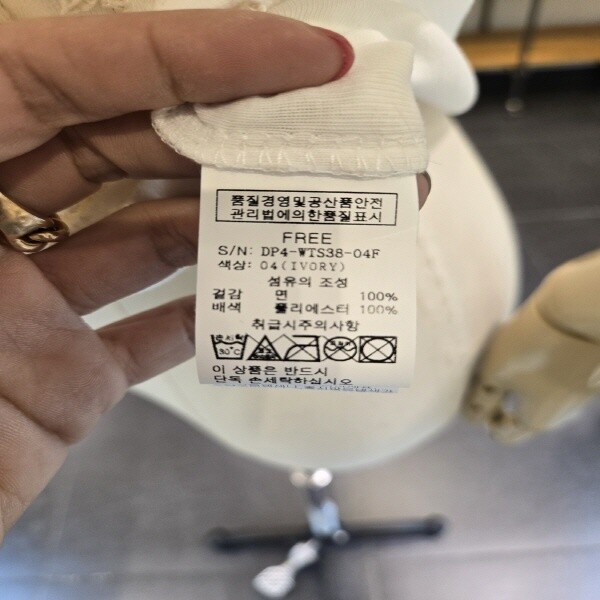 품질경영및공산품안전
관리법에의한품질표시
FREE
S/N: DP4-WTS38-04F
색상: 04(IVORY)
섬유의 조성
겉감 면 100%
배색 폴리에스터 100%
취급시주의사항
30°C
이 상품은 반드시
단독 손세탁하십시오